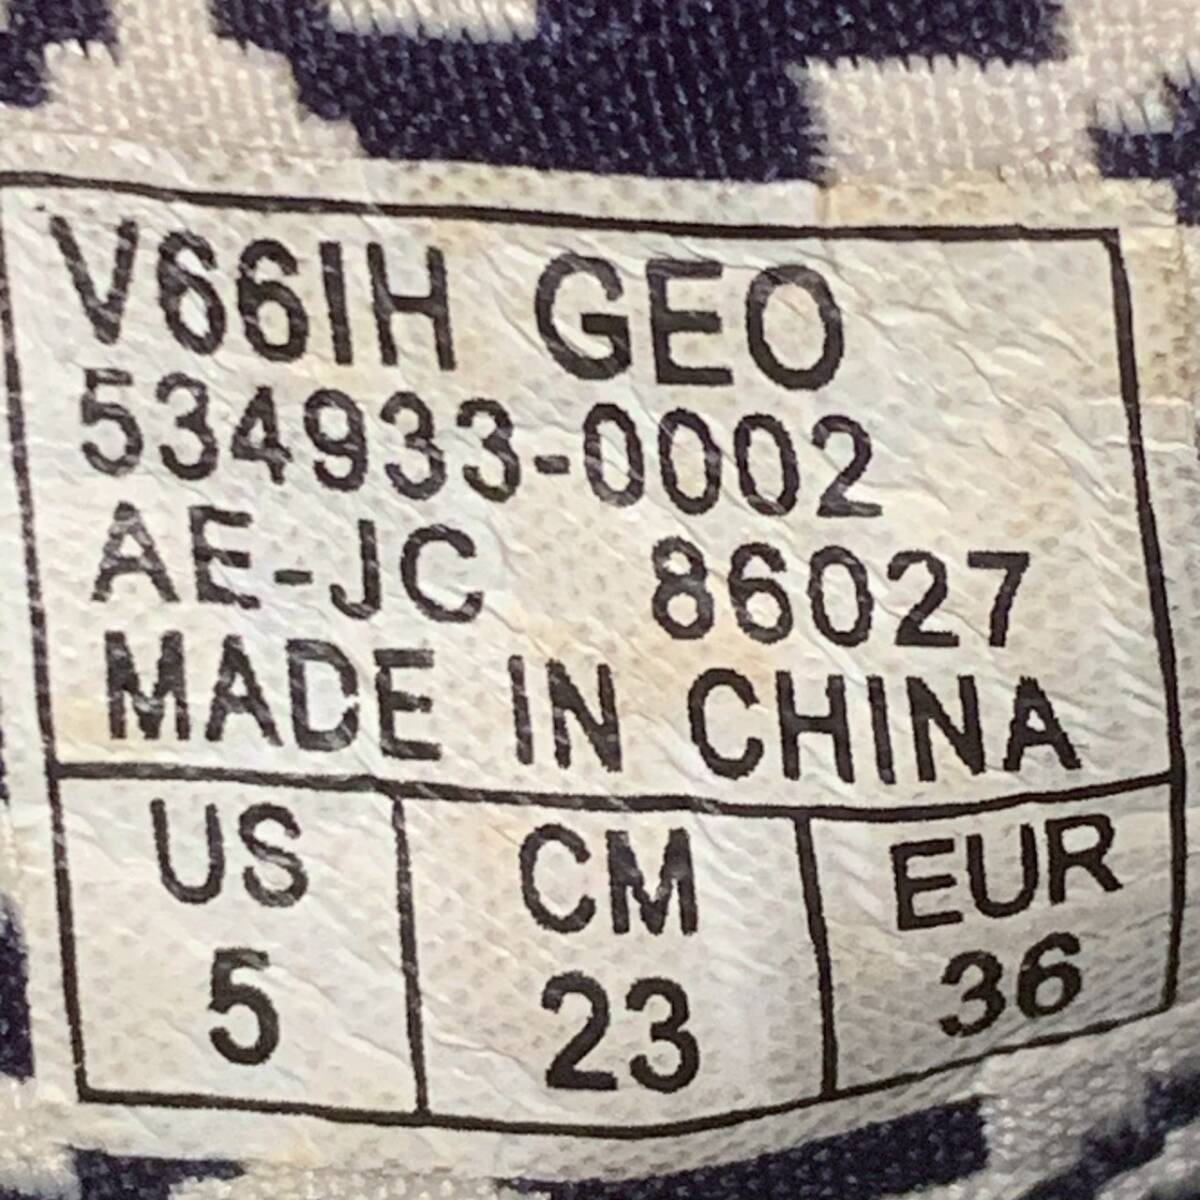 V66IH GEO
534933-0002
AE-JC 86027
MADE IN CHINA
US CM EUR
5 23 36